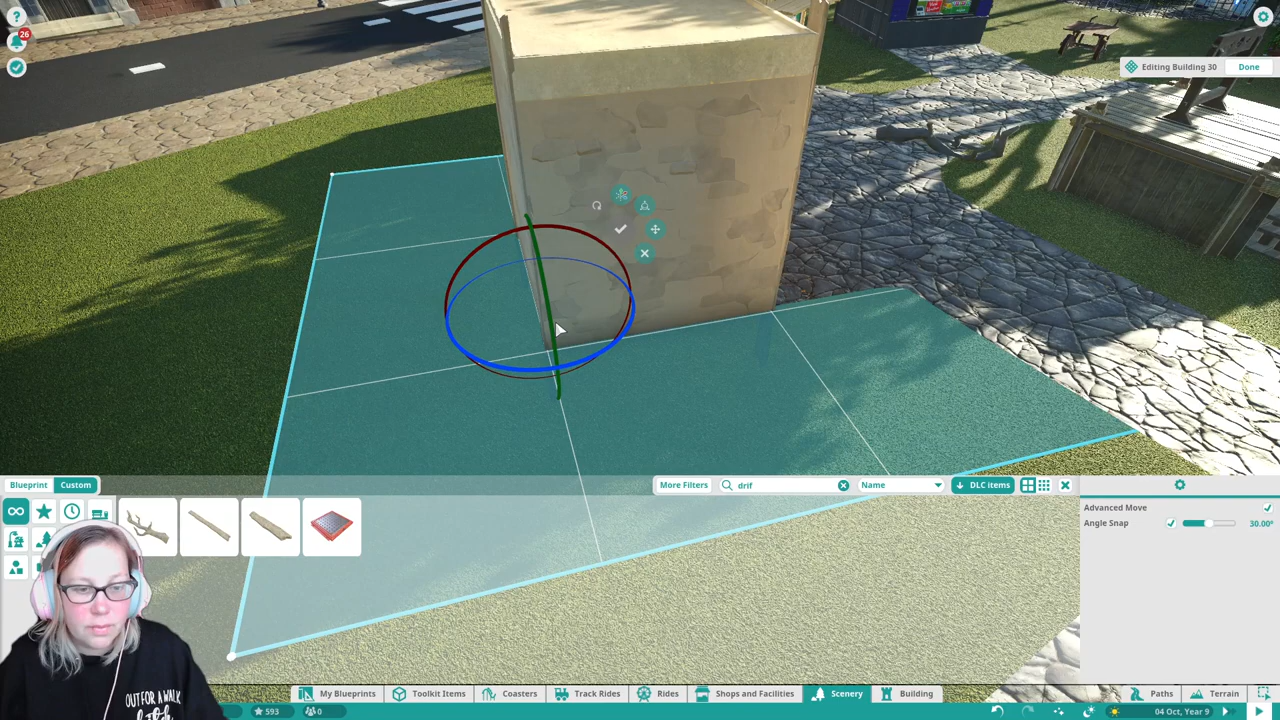 26
Editing Building 30
Done
Blueprint
Custom
More Filters
drif
Name
DLC items
Advanced Move
Angle Snap
30.00°
OUT FOR A WALK
My Blueprints
Toolkit Items
Coasters
Track Rides
Rides
Shops and Facilities
Scenery
Building
Paths
Terrain
593
0
04 Oct, Year 9